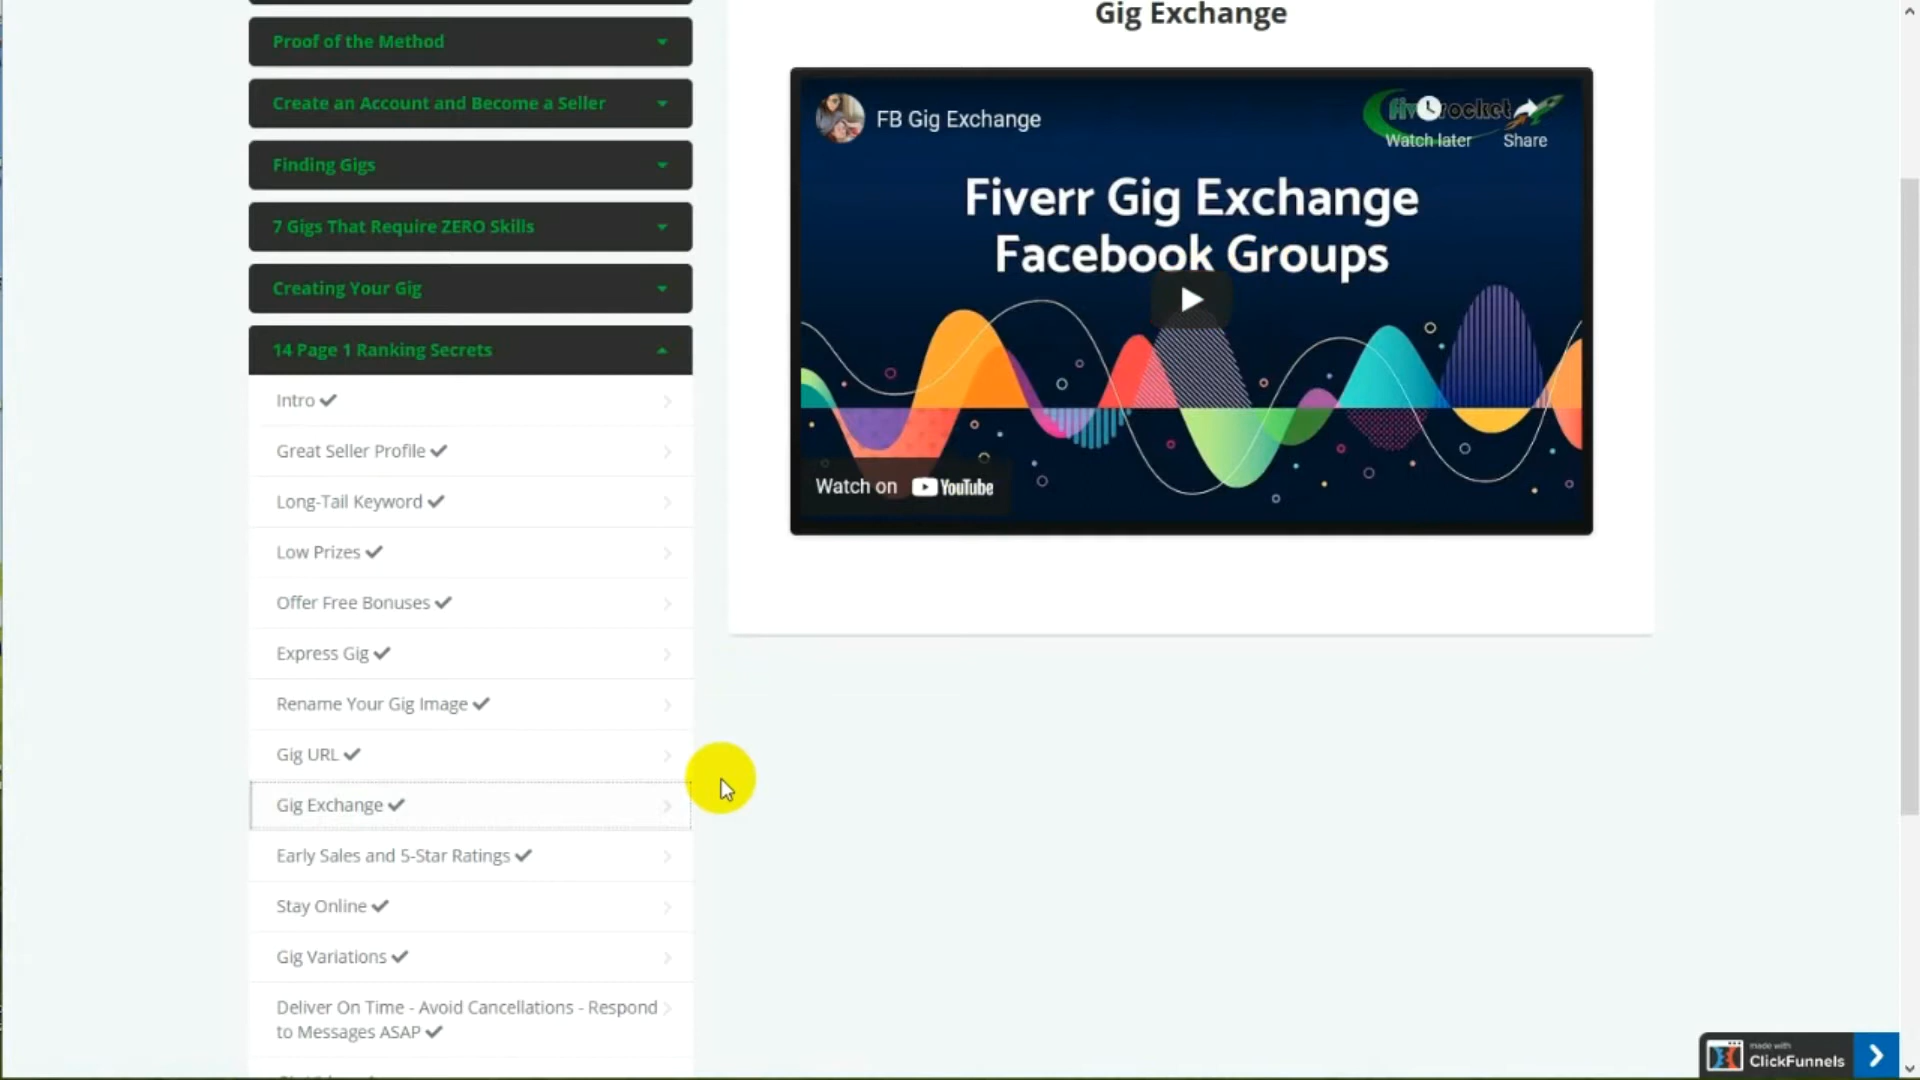 Proof of the Method
Create an Account and Become a Seller
Finding Gigs
7 Gigs That Require ZERO Skills
Creating Your Gig
14 Page 1 Ranking Secrets
Intro
Great Seller Profile
Long-Tail Keyword
Low Prizes
Offer Free Bonuses
Express Gig
Rename Your Gig Image
Gig URL
Gig Exchange
Early Sales and 5-Star Ratings
Stay Online
Gig Variations
Deliver On Time - Avoid Cancellations - Respond
to Messages ASAP
Gig Exchange
FB Gig Exchange
Watch later
Share
Fiverr Gig Exchange
Facebook Groups
Watch on YouTube
made with
ClickFunnels